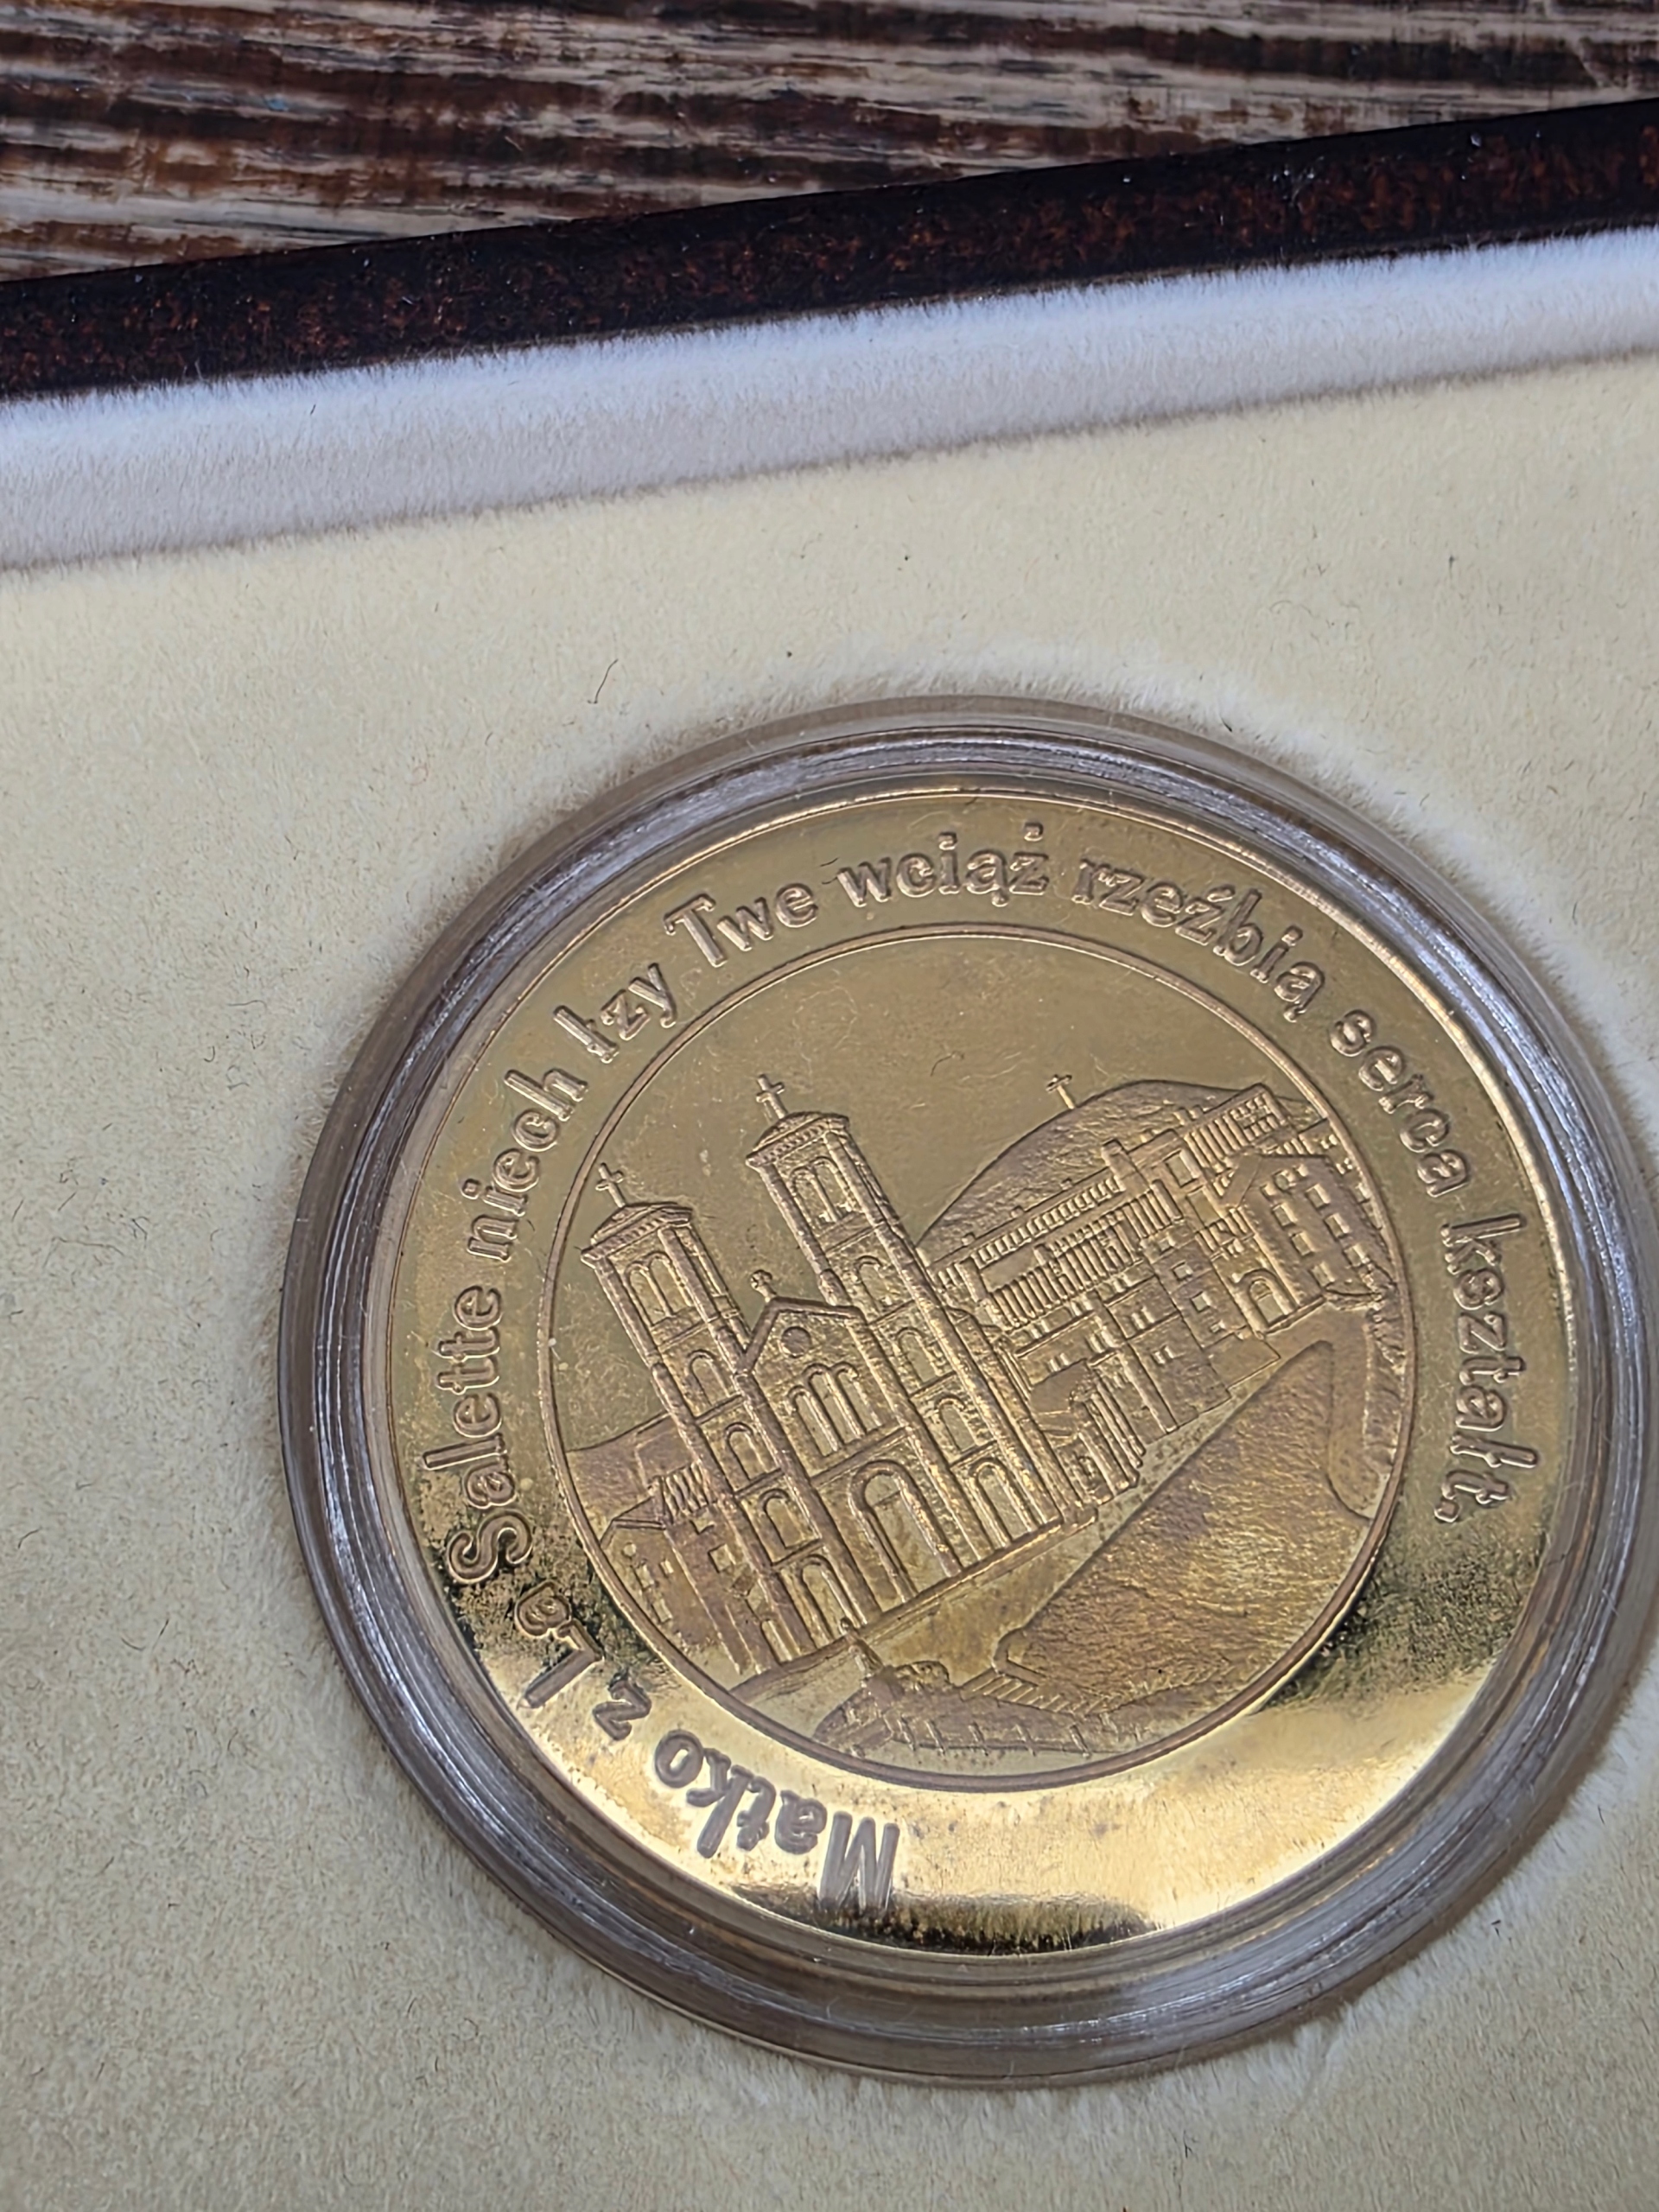 Matko z La Salette niech łzy Twe wciąż rzeźbią serca kształt.